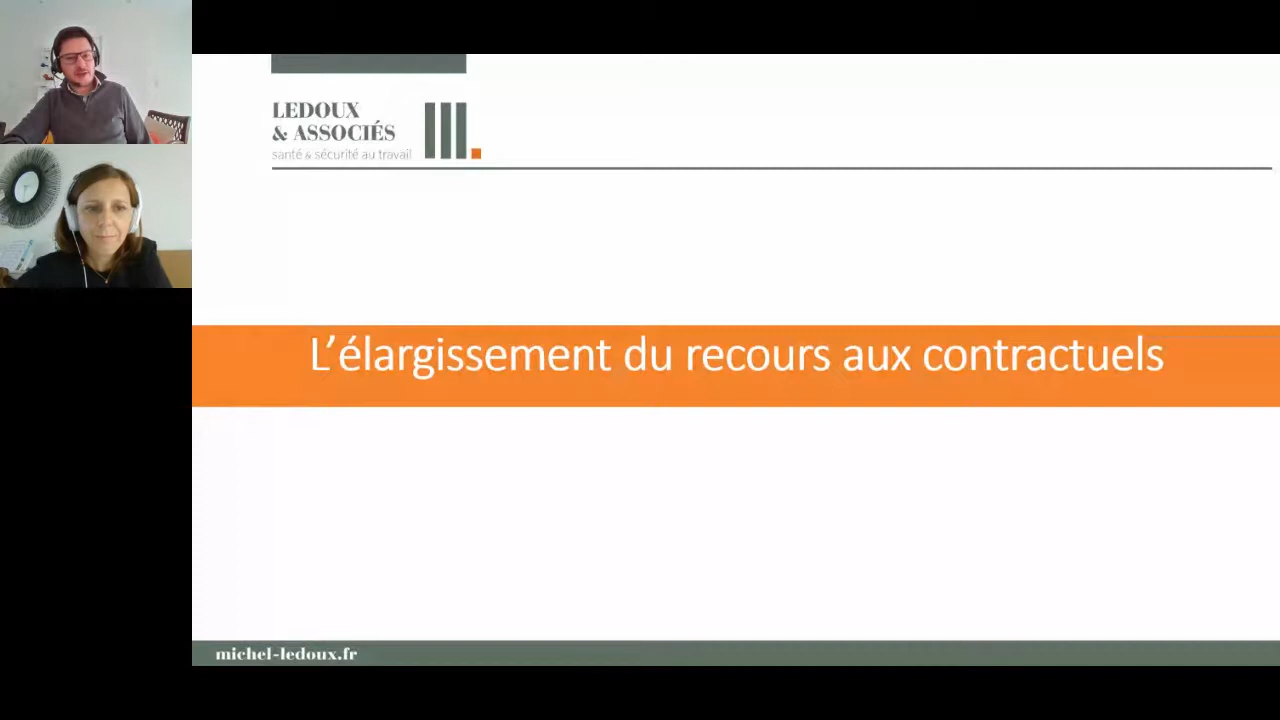 LEDOUX
& ASSOCIÉS
santé & sécurité au travail
L’élargissement du recours aux contractuels
michel-ledoux.fr